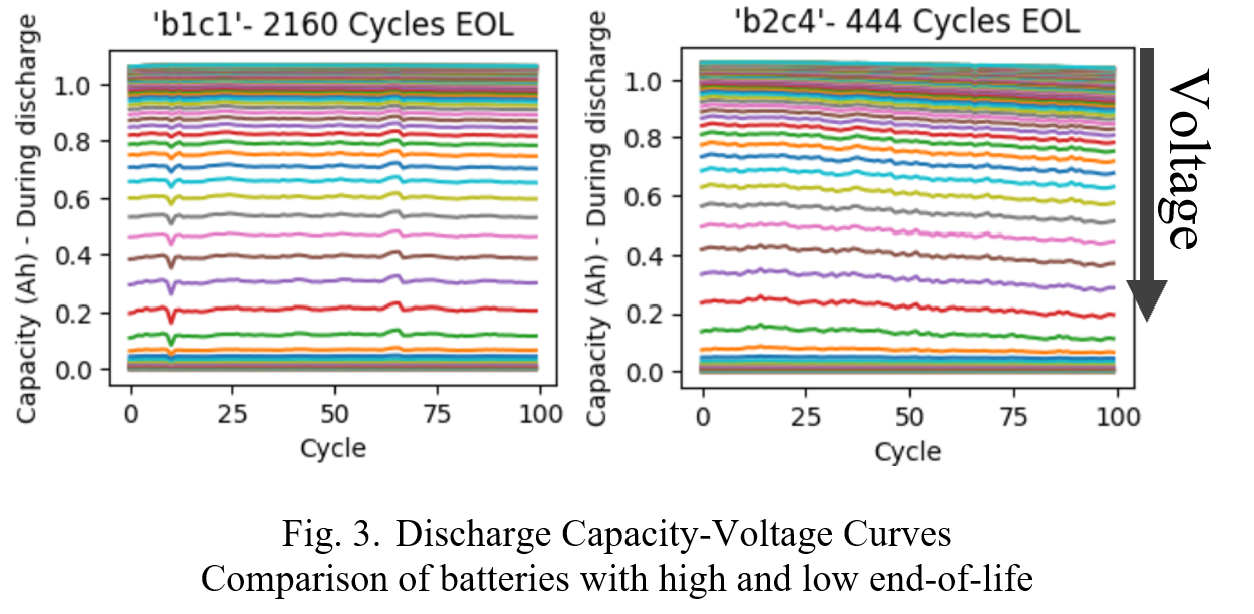 'b1c1'- 2160 Cycles EOL
Capacity (Ah) - During discharge
1.0
0.8
0.6
0.4
0.2
0.0
0 25 50 75 100
Cycle
'b2c4'- 444 Cycles EOL
Capacity (Ah) - During discharge
1.0
0.8
0.6
0.4
0.2
0.0
0 25 50 75 100
Cycle
Voltage
Fig. 3. Discharge Capacity-Voltage Curves
Comparison of batteries with high and low end-of-life